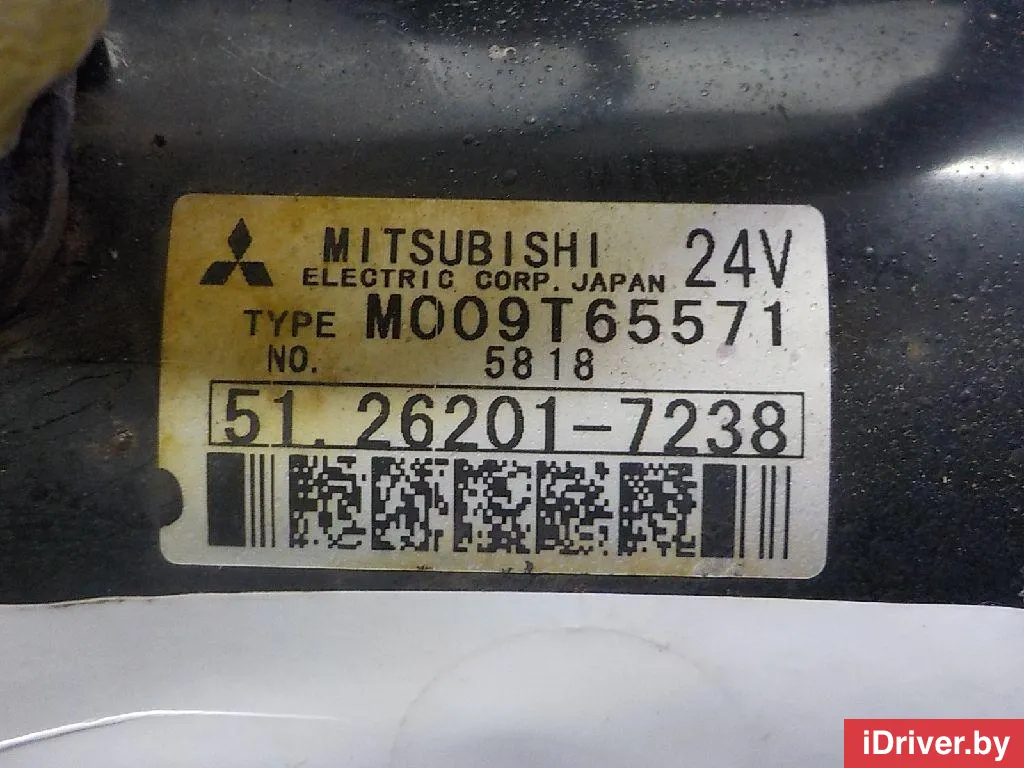 MITSUBISHI 24V
ELECTRIC CORP. JAPAN
TYPE M009T65571
NO. 5818
51.26201-7238
iDriver.by